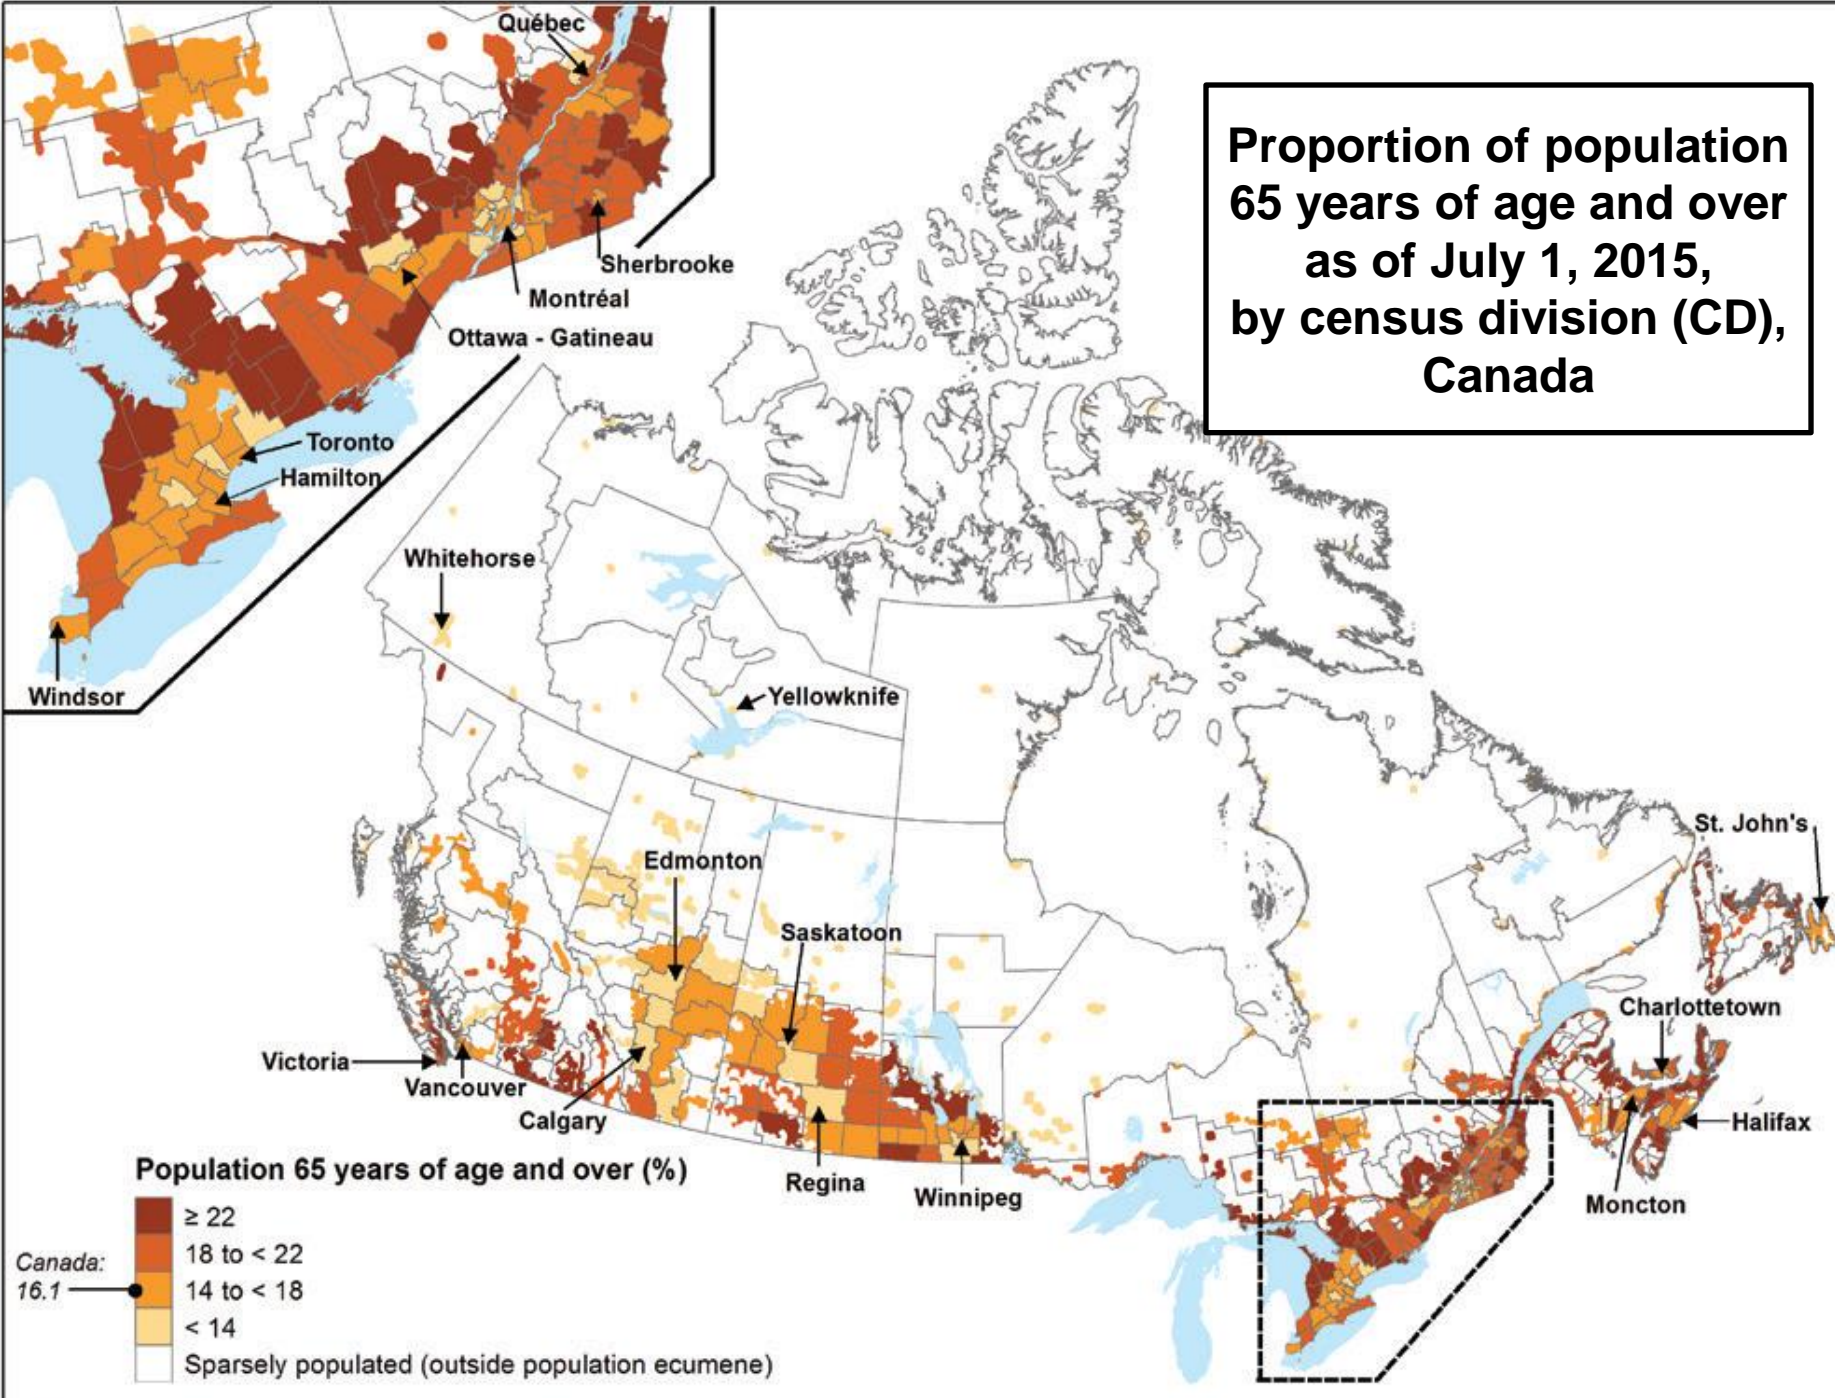 Québec
Sherbrooke
Montréal
Ottawa - Gatineau
Toronto
Hamilton
Windsor
Proportion of population
65 years of age and over
as of July 1, 2015,
by census division (CD),
Canada
Whitehorse
Yellowknife
St. John's
Edmonton
Saskatoon
Charlottetown
Victoria
Vancouver
Calgary
Halifax
Regina
Winnipeg
Moncton
Population 65 years of age and over (%)
≥ 22
18 to < 22
Canada:
16.1
14 to < 18
< 14
Sparsely populated (outside population ecumene)